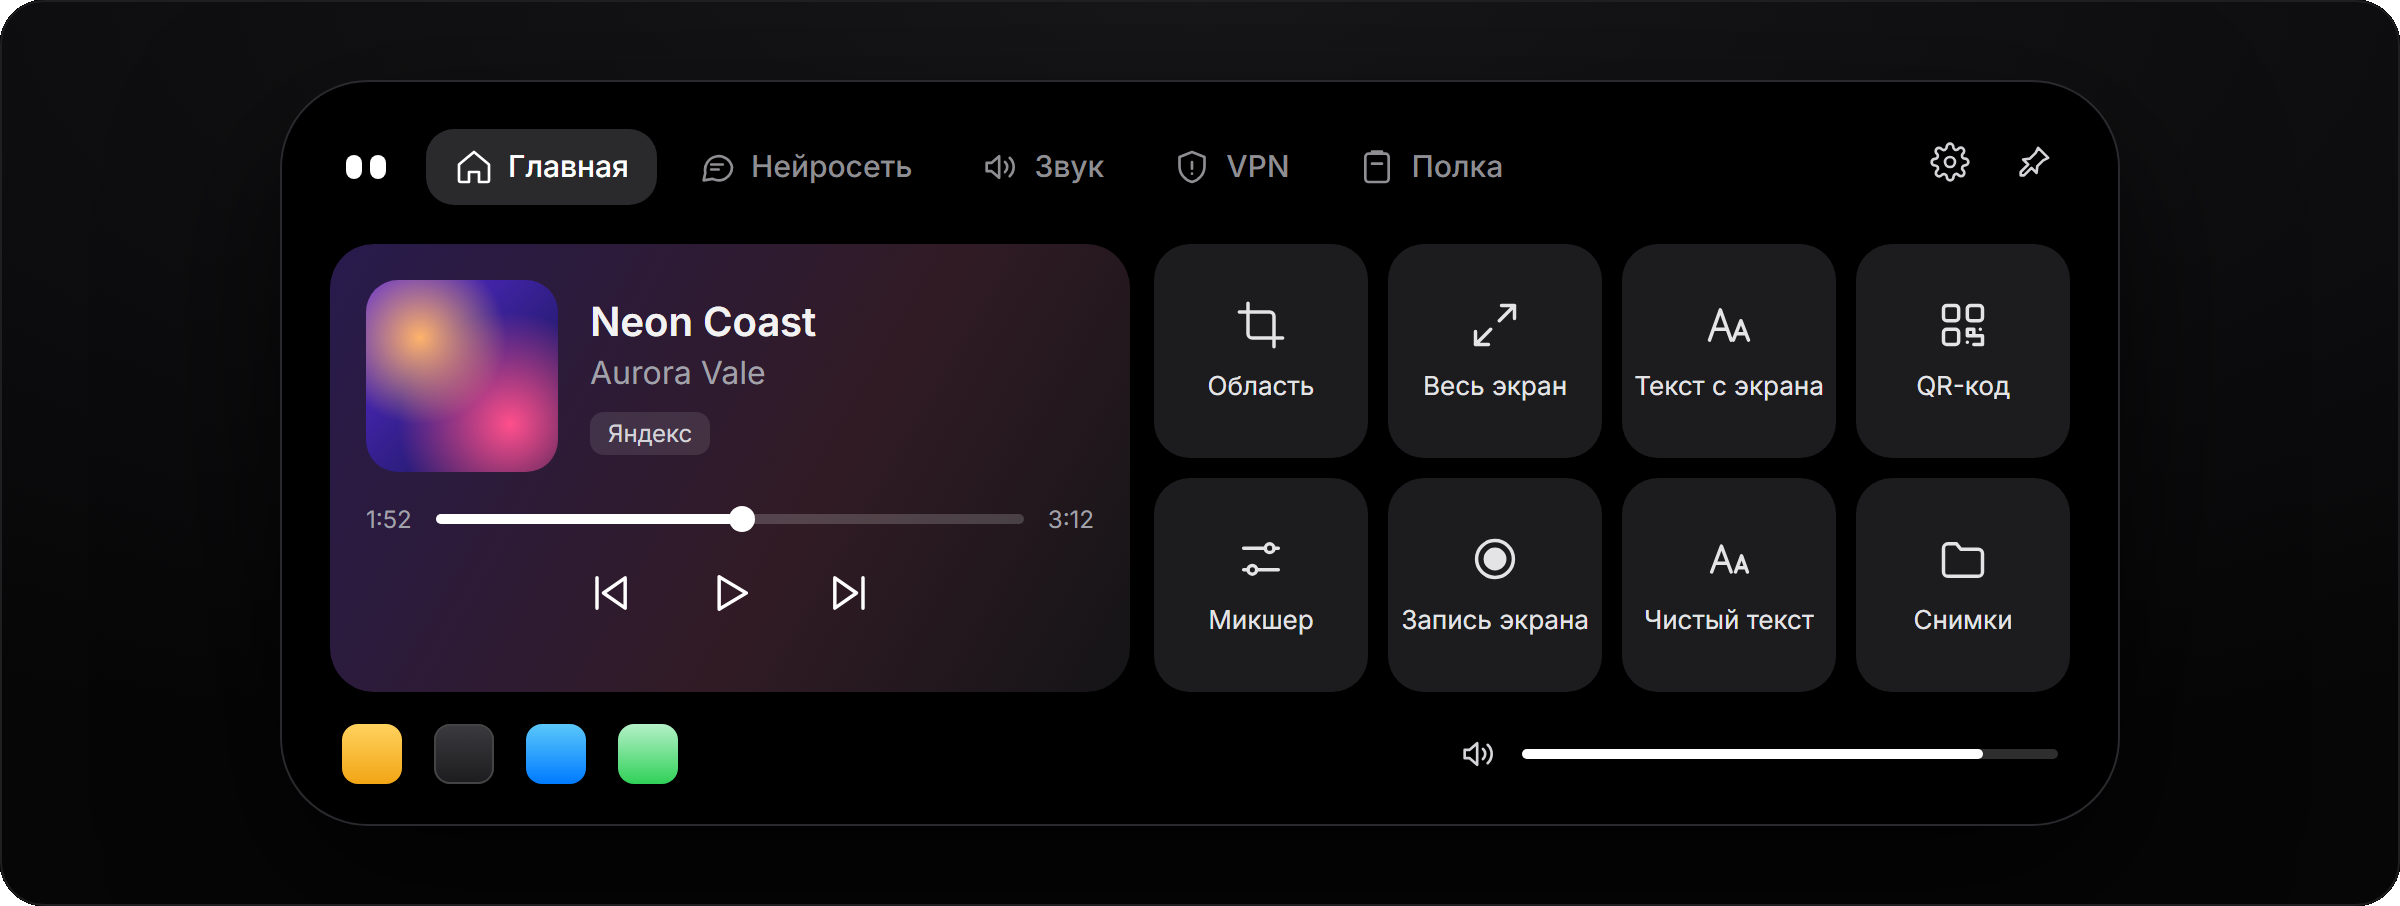 Главная
Нейросеть
Звук
VPN
Полка
Neon Coast
Aurora Vale
Яндекс
1:52
3:12
Область
Весь экран
Текст с экрана
QR-код
Микшер
Запись экрана
Чистый текст
Снимки